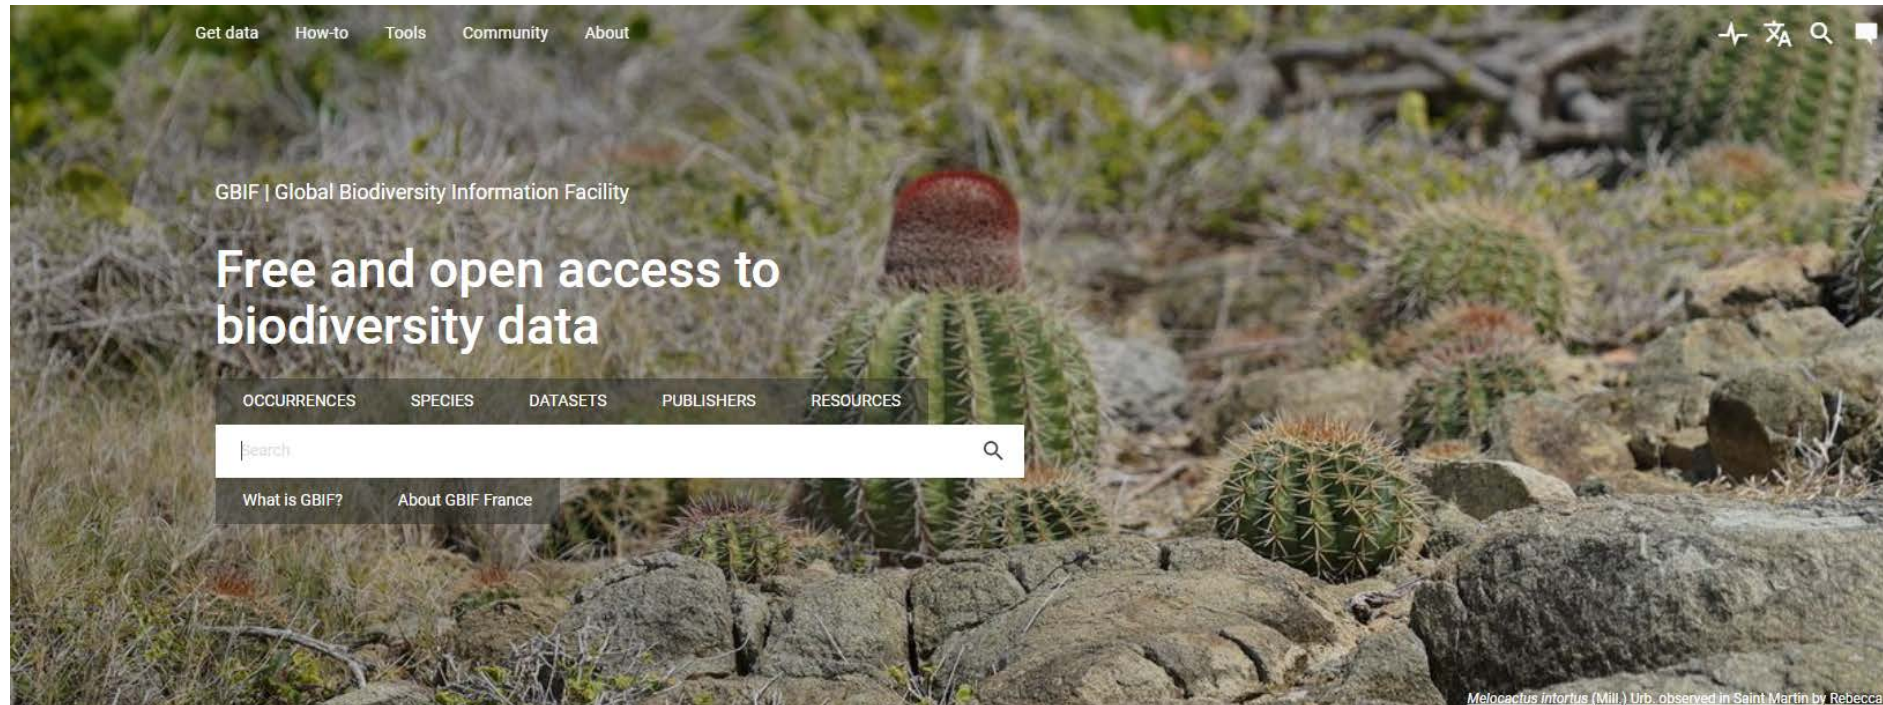 Get data How-to Tools Community About
GBIF | Global Biodiversity Information Facility
Free and open access to
biodiversity data
OCCURRENCES SPECIES DATASETS PUBLISHERS RESOURCES
Search
What is GBIF? About GBIF France
Melocactus intortus (Mill.) Urb. observed in Saint Martin by Rebecca